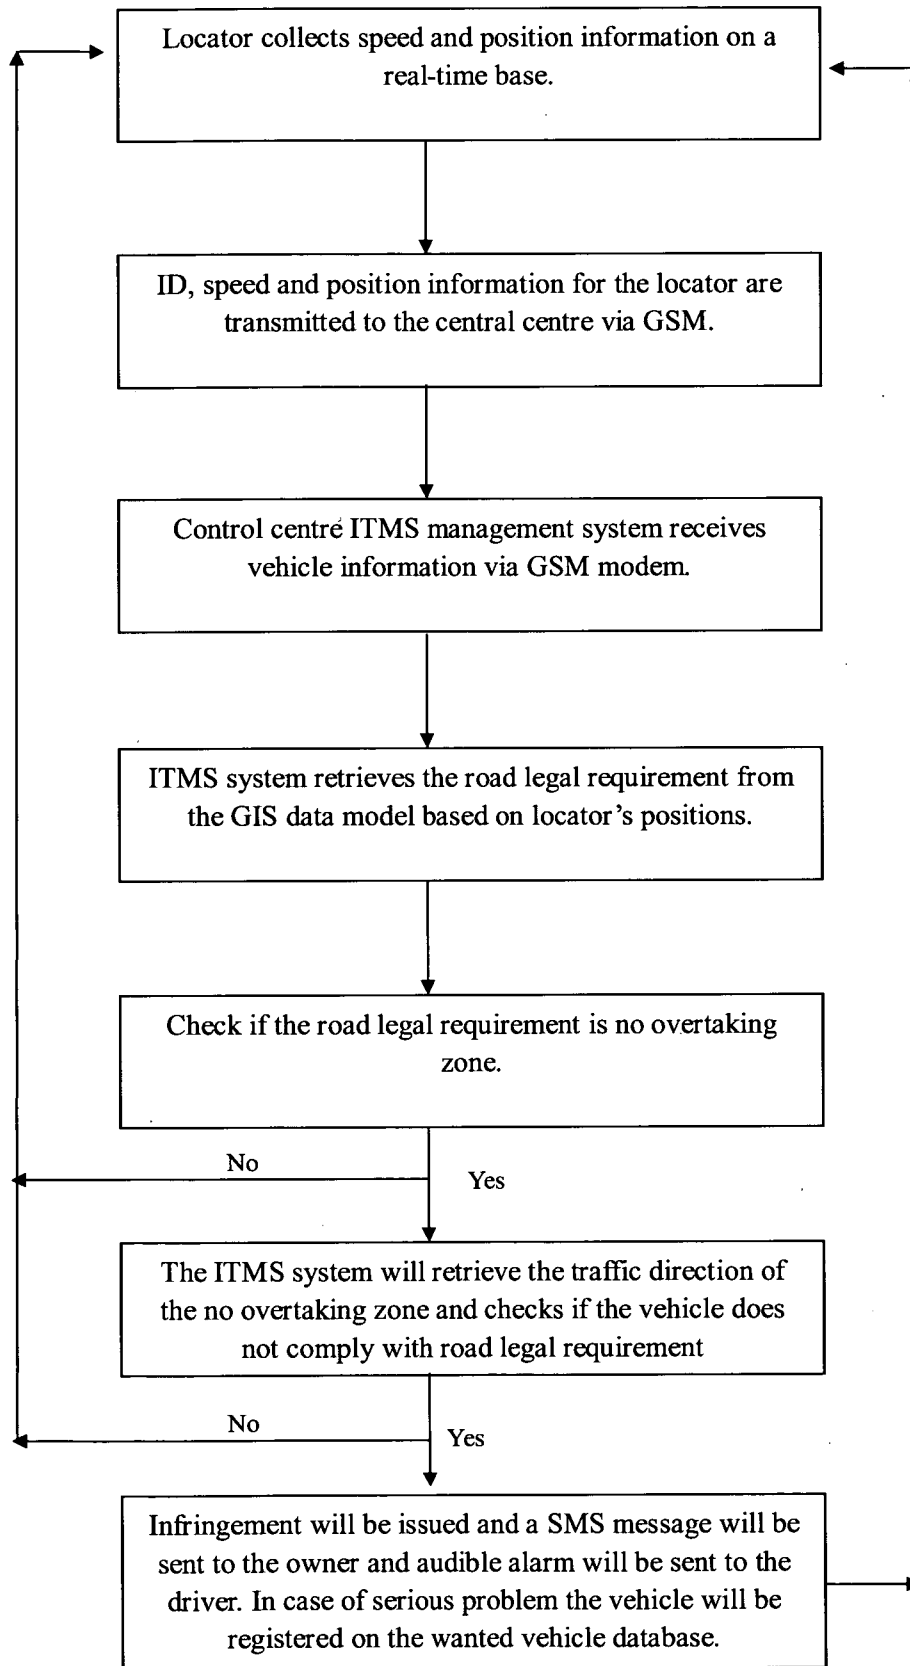 Locator collects speed and position information on a
real-time base.
ID, speed and position information for the locator are
transmitted to the central centre via GSM.
Control centre ITMS management system receives
vehicle information via GSM modem.
ITMS system retrieves the road legal requirement from
the GIS data model based on locator's positions.
Check if the road legal requirement is no overtaking
zone.
No
Yes
The ITMS system will retrieve the traffic direction of
the no overtaking zone and checks if the vehicle does
not comply with road legal requirement
No
Yes
Infringement will be issued and a SMS message will be
sent to the owner and audible alarm will be sent to the
driver. In case of serious problem the vehicle will be
registered on the wanted vehicle database.